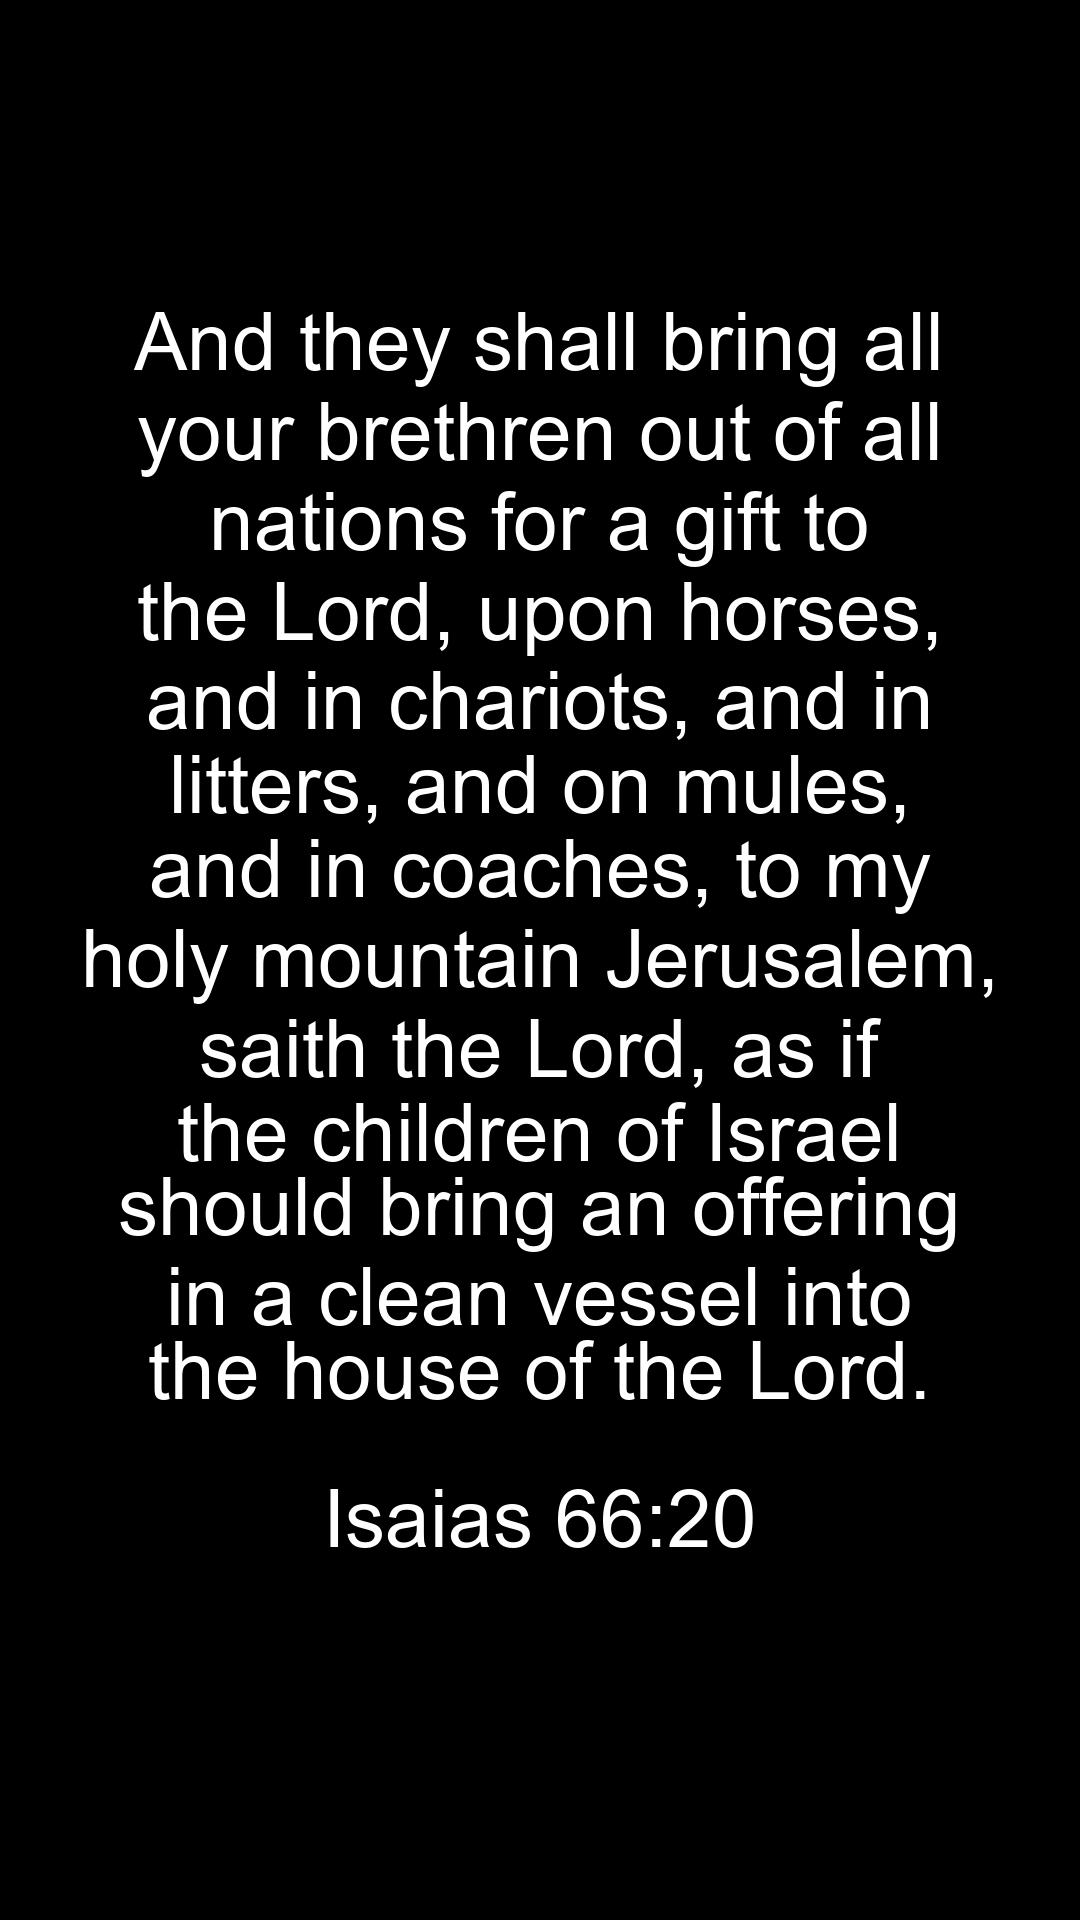 And they shall bring all
your brethren out of all
nations for a gift to
the Lord, upon horses,
and in chariots, and in
litters, and on mules,
and in coaches, to my
holy mountain Jerusalem,
saith the Lord, as if
the children of Israel
should bring an offering
in a clean vessel into
the house of the Lord.
Isaias 66:20